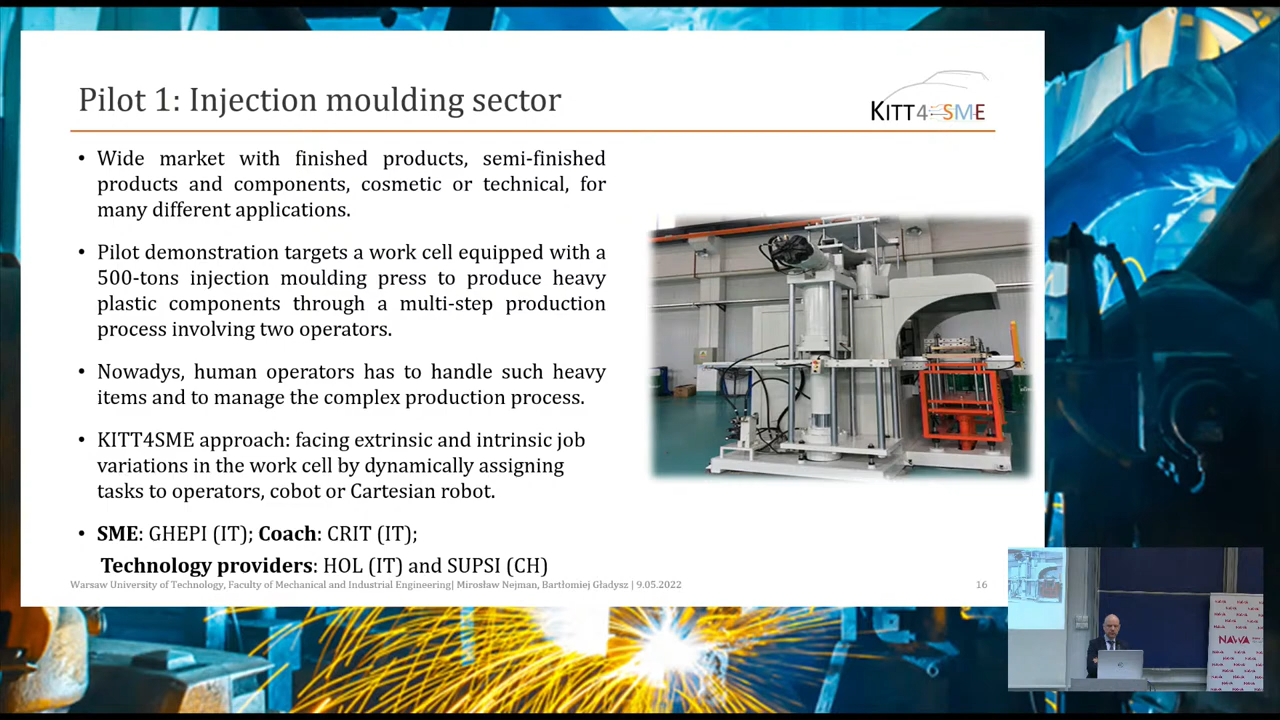 Pilot 1: Injection moulding sector
KITT4SME
• Wide market with finished products, semi-finished
products and components, cosmetic or technical, for
many different applications.
• Pilot demonstration targets a work cell equipped with a
500-tons injection moulding press to produce heavy
plastic components through a multi-step production
process involving two operators.
• Nowadys, human operators has to handle such heavy
items and to manage the complex production process.
• KITT4SME approach: facing extrinsic and intrinsic job
variations in the work cell by dynamically assigning
tasks to operators, cobot or Cartesian robot.
• SME: GHEPI (IT); Coach: CRIT (IT);
Technology providers: HOL (IT) and SUPSI (CH)
Warsaw University of Technology, Faculty of Mechanical and Industrial Engineering| Mirosław Nejman, Bartłomiej Gładysz | 9.05.2022
16
NAWA